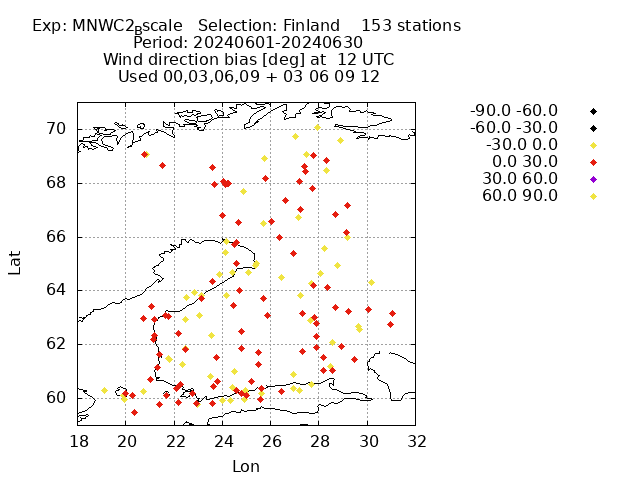 Exp: MNWC2_Bscale   Selection: Finland    153 stations
Period: 20240601-20240630
Wind direction bias [deg] at  12 UTC
Used 00,03,06,09 + 03 06 09 12
-90.0 -60.0
-60.0 -30.0
-30.0 0.0
0.0 30.0
30.0 60.0
60.0 90.0
70
68
66
64
62
60
Lat
18 20 22 24 26 28 30 32
Lon